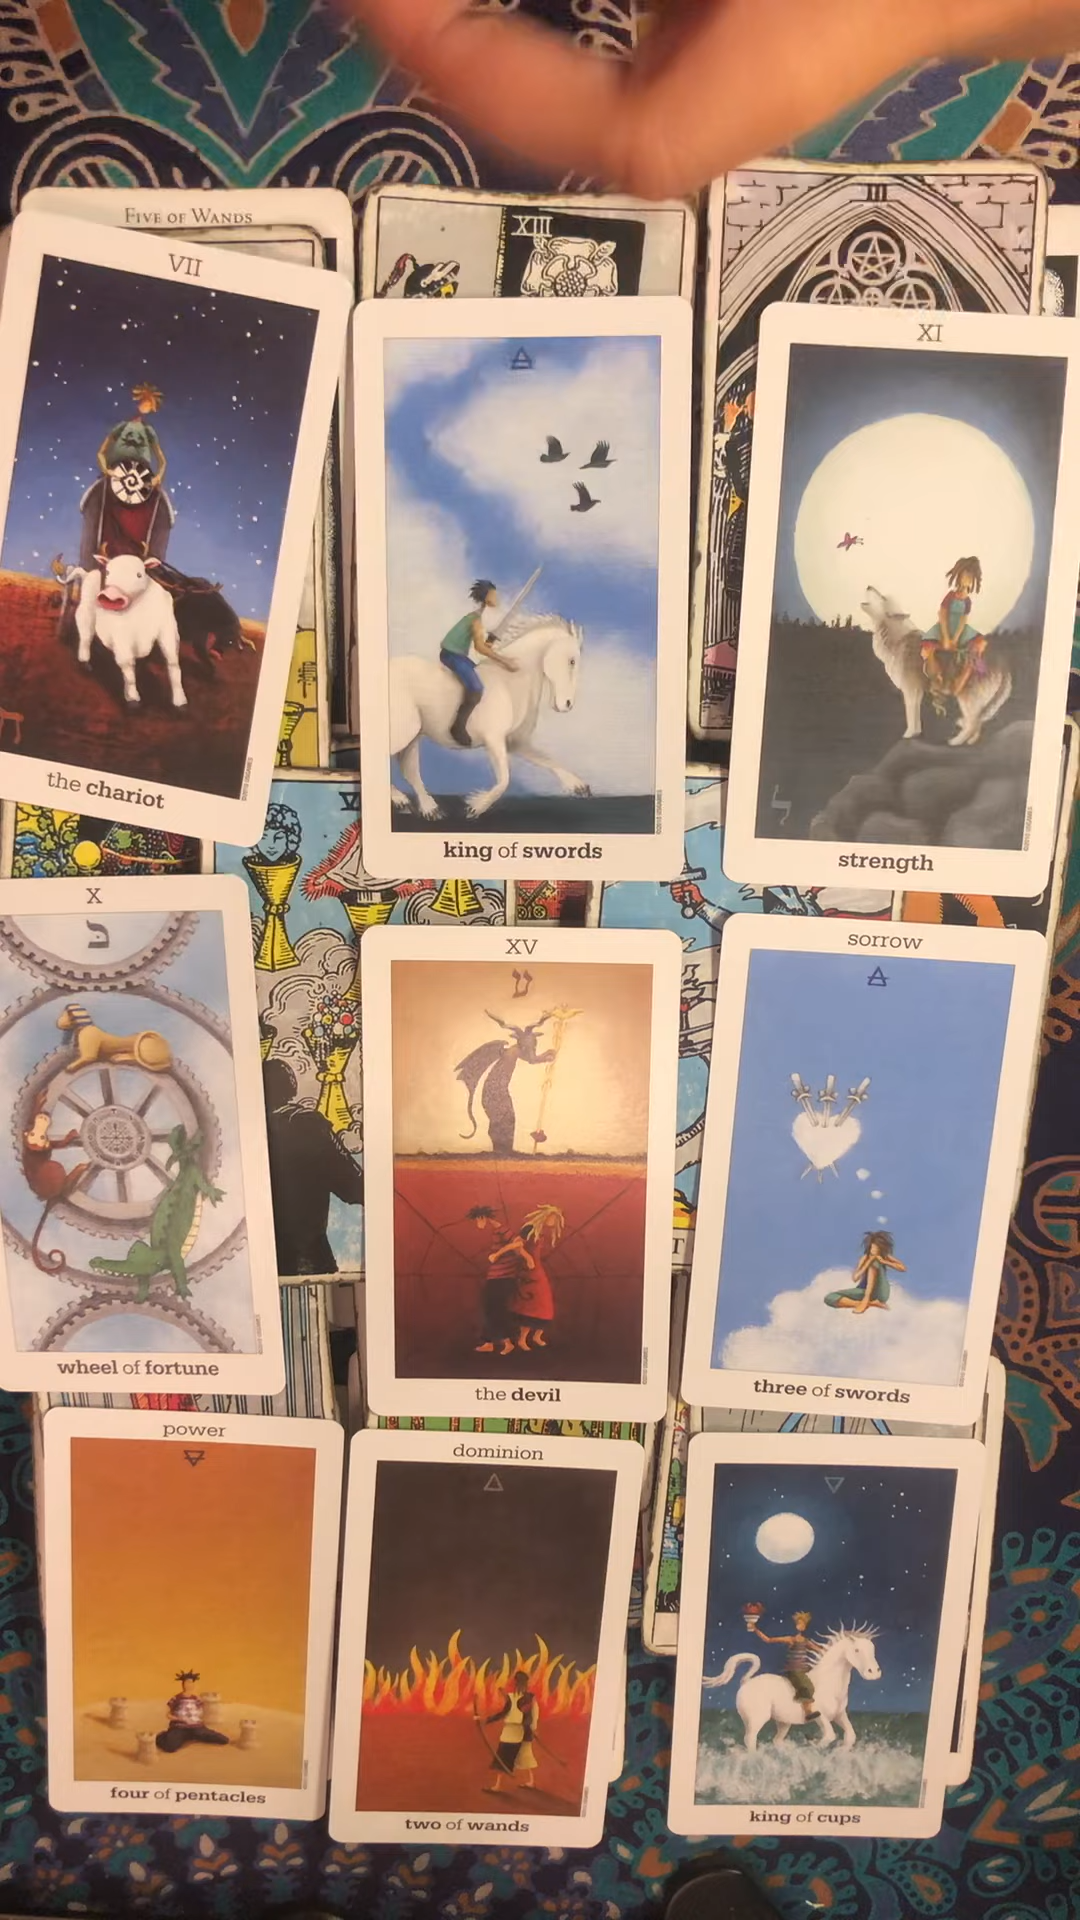 FIVE OF WANDS
XIII
III
VII
XI
the chariot
king of swords
strength
X
פ
XV
ע
sorrow
wheel of fortune
the devil
three of swords
power
dominion
four of pentacles
two of wands
king of cups